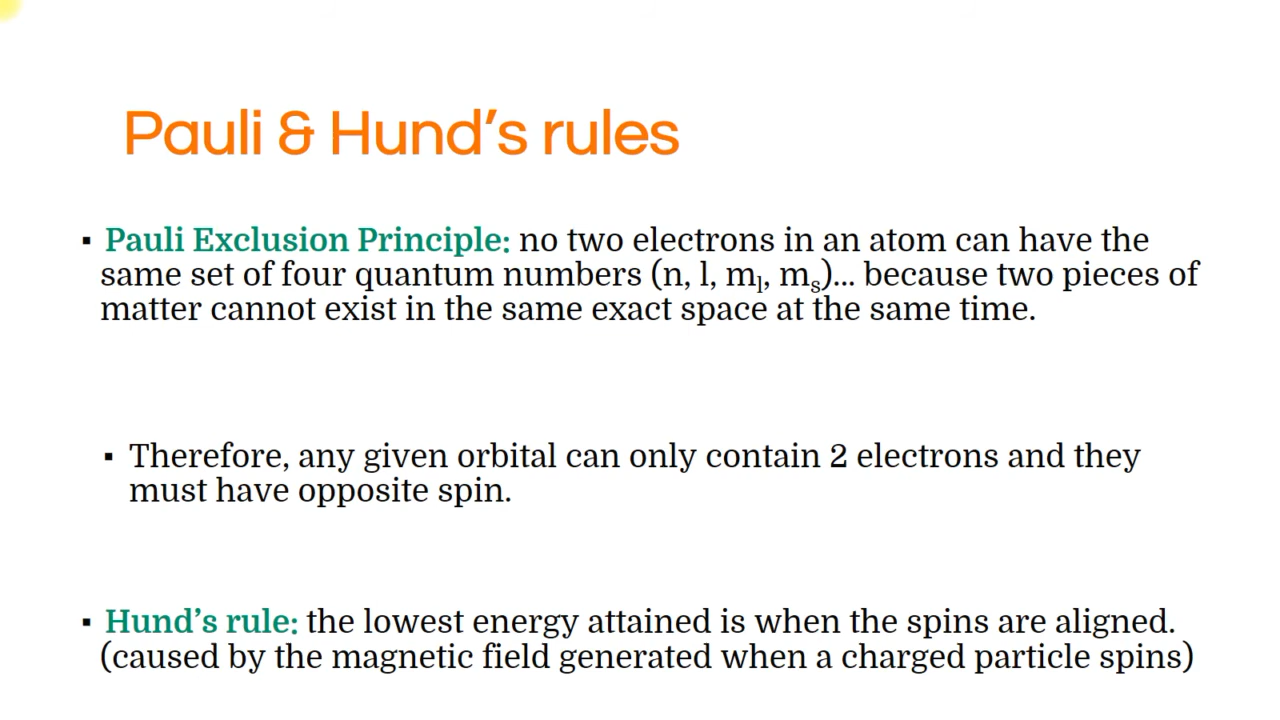 Pauli & Hund’s rules
▪ Pauli Exclusion Principle: no two electrons in an atom can have the
same set of four quantum numbers (n, l, mₗ, mₛ)... because two pieces of
matter cannot exist in the same exact space at the same time.
▪ Therefore, any given orbital can only contain 2 electrons and they
must have opposite spin.
▪ Hund’s rule: the lowest energy attained is when the spins are aligned.
(caused by the magnetic field generated when a charged particle spins)